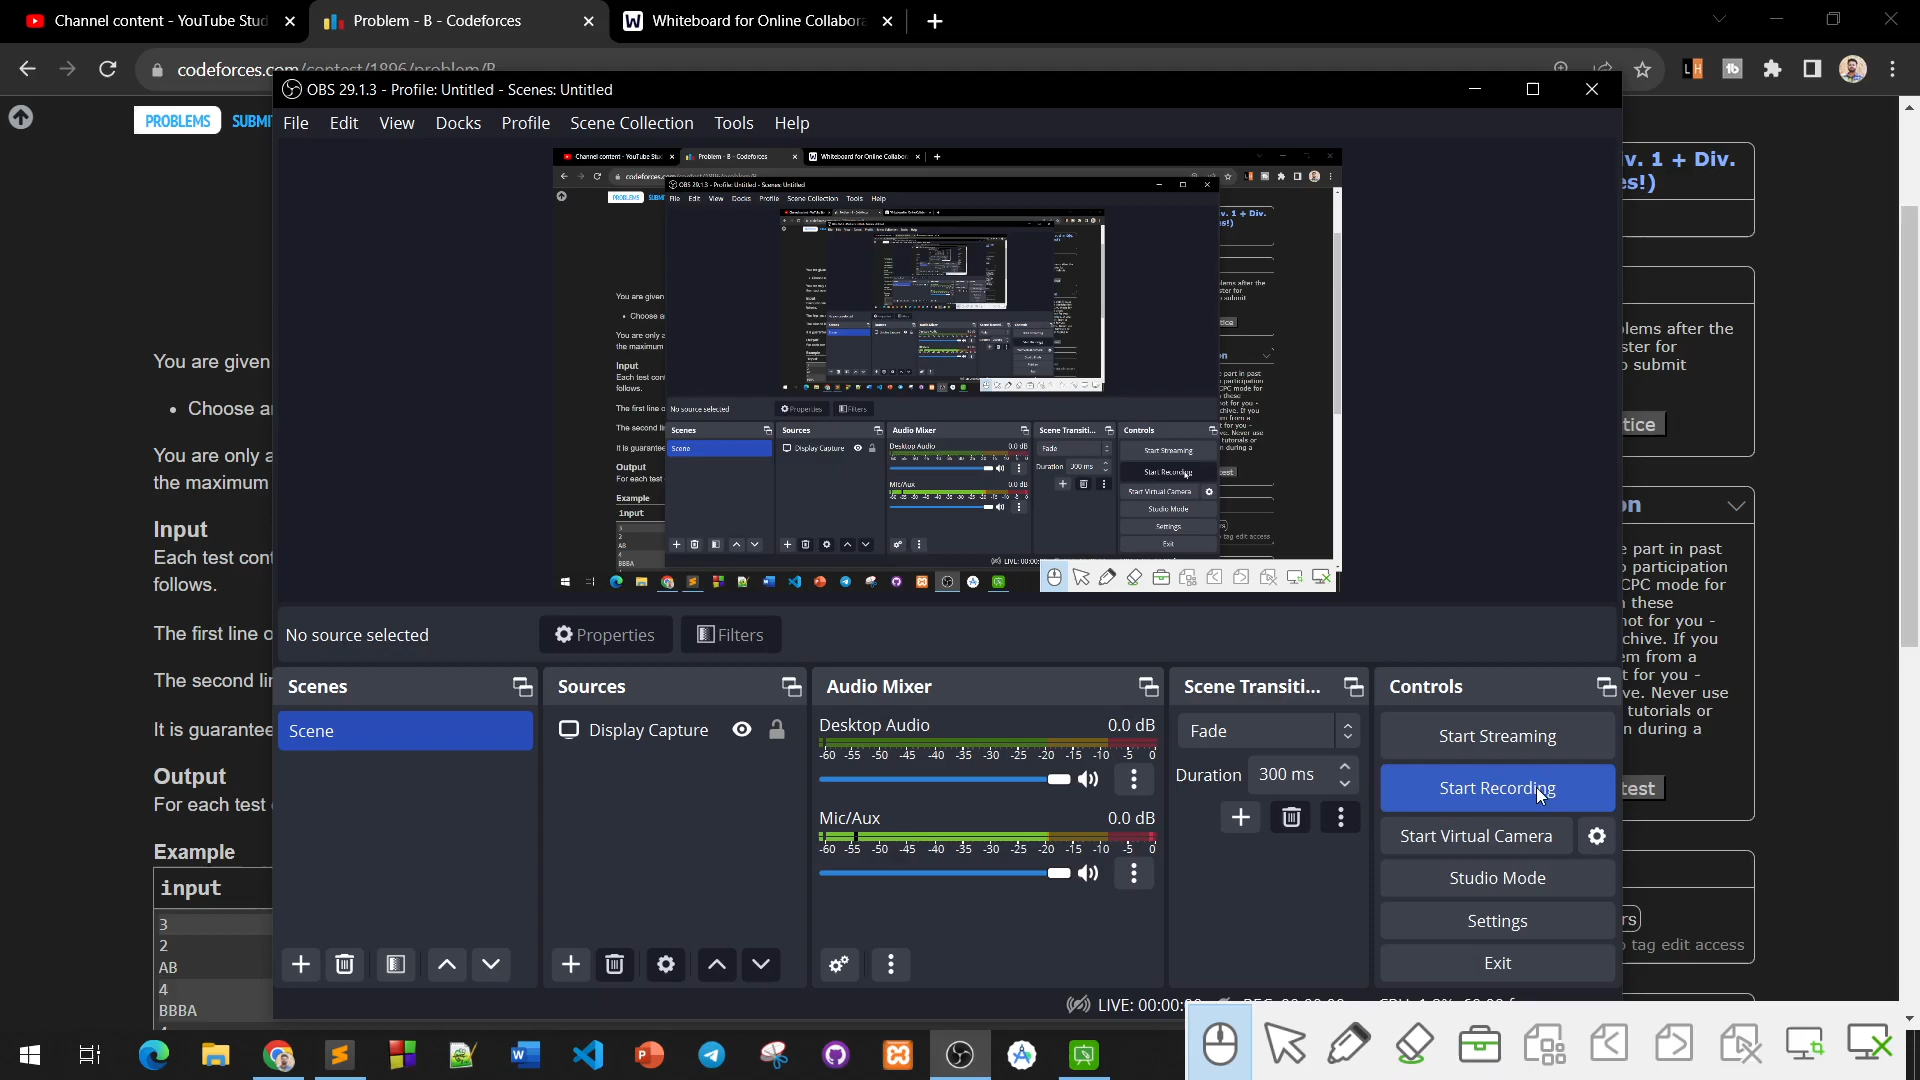 Channel content - YouTube Stud
Problem - B - Codeforces
Whiteboard for Online Collabora
codeforces.com/contest/1896/problem/B
PROBLEMS
SUBMI
OBS 29.1.3 - Profile: Untitled - Scenes: Untitled
File Edit View Docks Profile Scene Collection Tools Help
You are given
• Choose a
You are only a
the maximum
Input
Each test cont
follows.
The first line o
The second li
It is guarantee
Output
For each test
Example
input
3
2
AB
4
BBBA
No source selected
Properties
Filters
Scenes
Scene
Sources
Display Capture
Audio Mixer
Desktop Audio 0.0 dB
-60 -55 -50 -45 -40 -35 -30 -25 -20 -15 -10 -5 0
Mic/Aux 0.0 dB
-60 -55 -50 -45 -40 -35 -30 -25 -20 -15 -10 -5 0
Scene Transiti...
Fade
Duration 300 ms
Controls
Start Streaming
Start Recording
Start Virtual Camera
Studio Mode
Settings
Exit
LIVE: 00:00:
iv. 1 + Div.
es!)
lems after the
ster for
o submit
tice
on
e part in past
participation
CPC mode for
these
not for you -
chive. If you
em from a
t for you -
ve. Never use
tutorials or
n during a
test
rs
tag edit access